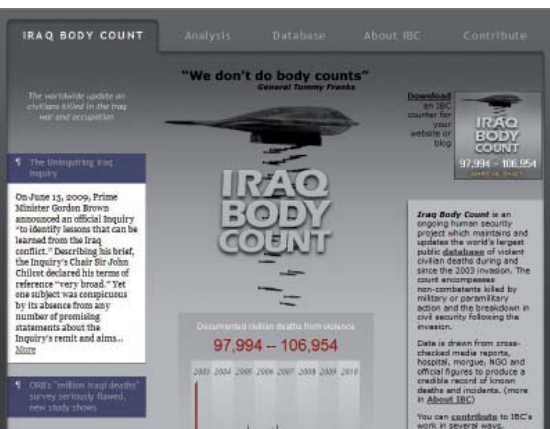 IRAQ BODY COUNT
Analysis
Database
About IBC
Contribute
The worldwide update on
civilians killed in the Iraq
war and occupation
¶ The Uninquiring Iraq
Inquiry
On June 15, 2009, Prime
Minister Gordon Brown
announced an official Inquiry
"to identify lessons that can be
learned from the Iraq
conflict." Describing his brief,
the Inquiry's Chair Sir John
Chilcot declared his terms of
reference "very broad." Yet
one subject was conspicuous
by its absence from any
number of promising
statements about the
Inquiry's remit and aims...
More
¶ ORB's "million Iraqi deaths"
survey seriously flawed,
new study shows
"We don't do body counts"
General Tommy Franks
IRAQ
BODY
COUNT
Documented civilian deaths from violence
97,994 – 106,954
2003 2004 2005 2006 2007 2008 2009 2010
Download
an IBC
counter for
your
website or
blog
IRAQ
BODY
COUNT
97,994 – 106,954
Iraq Body Count is an
ongoing human security
project which maintains and
updates the world's largest
public database of violent
civilian deaths during and
since the 2003 invasion. The
count encompasses
non-combatants killed by
military or paramilitary
action and the breakdown in
civil security following the
invasion.
Data is drawn from cross-
checked media reports,
hospital, morgue, NGO and
official figures to produce a
credible record of known
deaths and incidents. (more
in About IBC)
You can contribute to IBC's
work in several ways.